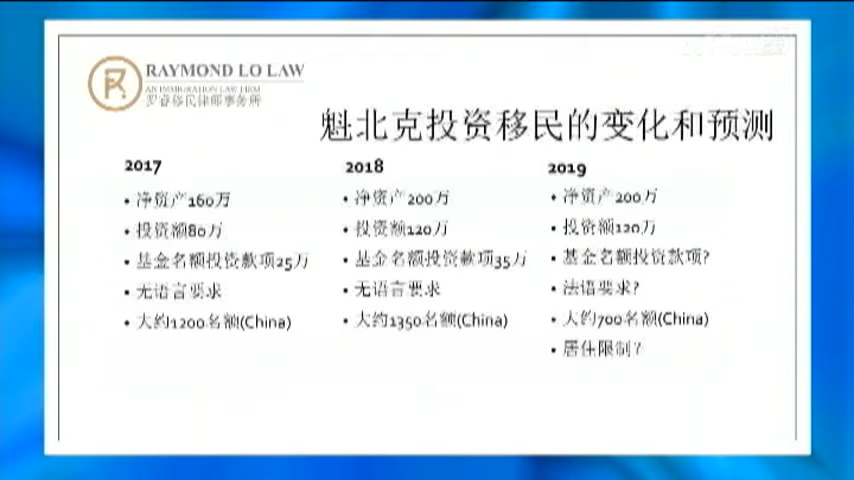 RAYMOND LO LAW
AN IMMIGRATION LAW FIRM
罗睿移民律师事务所
魁北克投资移民的变化和预测
2017
• 净资产160万
• 投资额80万
• 基金名额投资款项25万
• 无语言要求
• 大约1200名额(China)
2018
• 净资产200万
• 投资额120万
• 基金名额投资款项35万
• 无语言要求
• 大约1350名额(China)
2019
• 净资产200万
• 投资额120万
• 基金名额投资款项?
• 法语要求?
• 大约700名额(China)
• 居住限制?